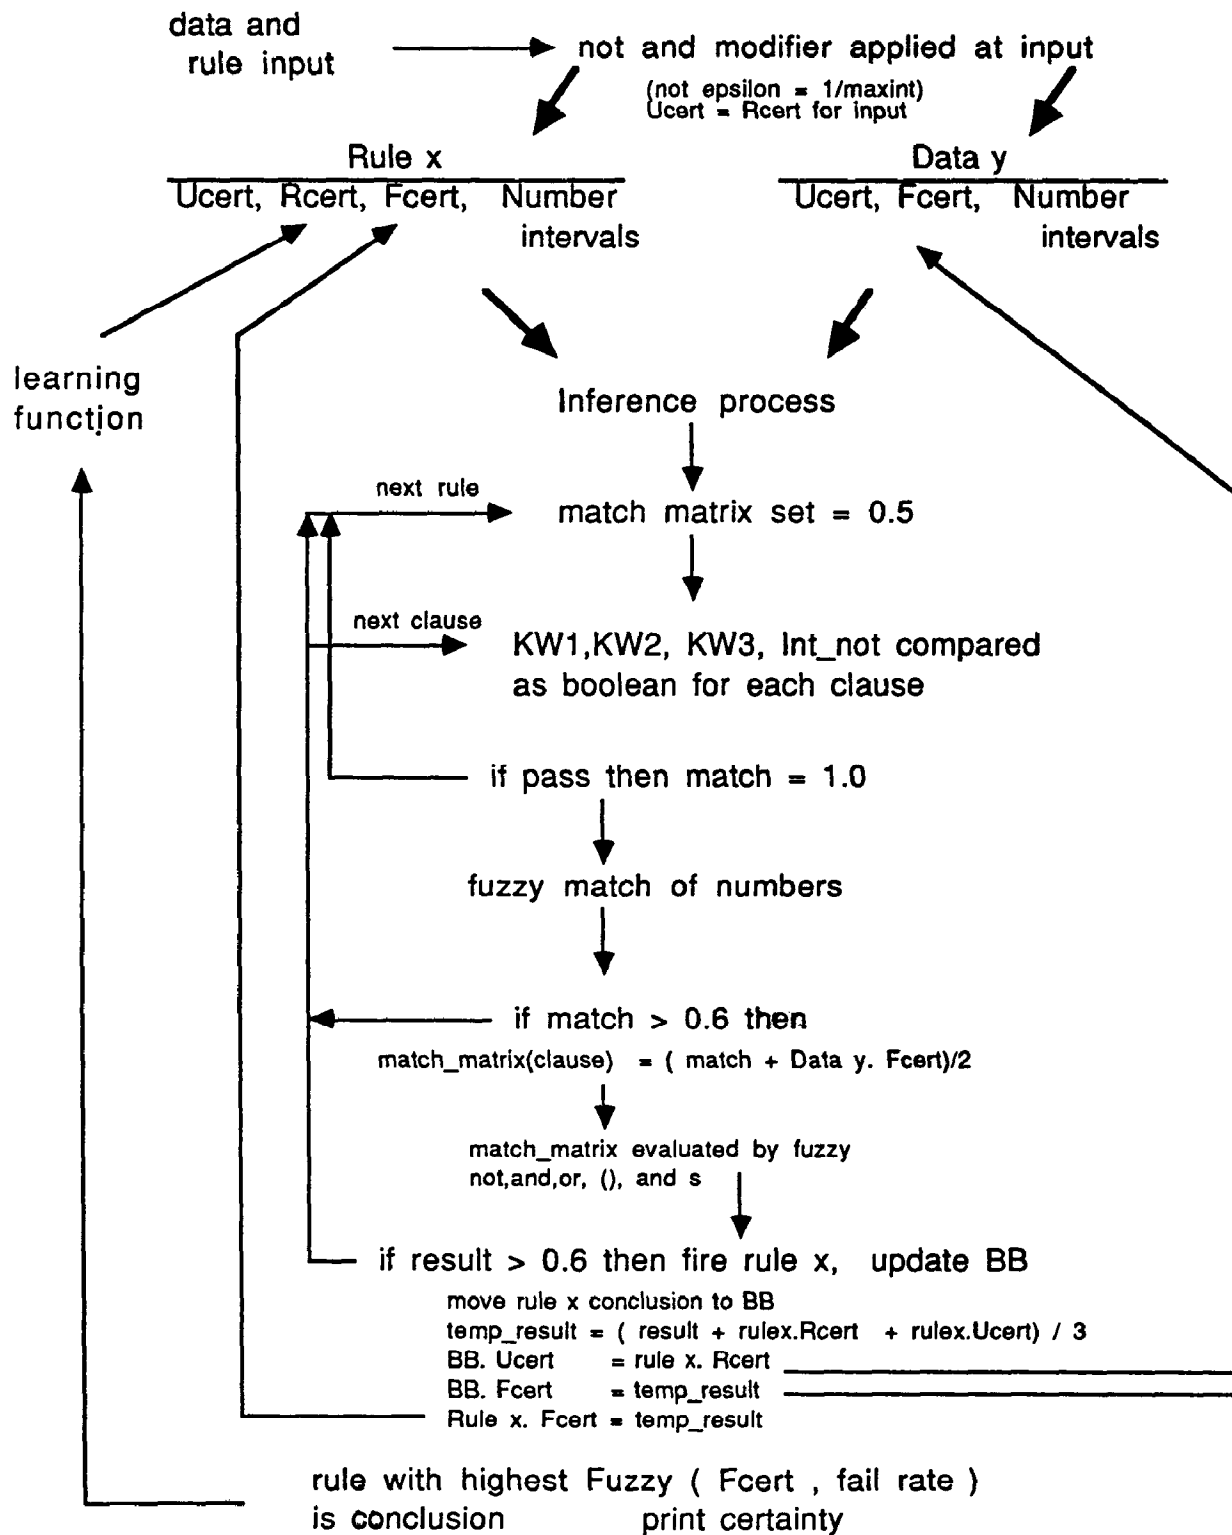 data and
rule input
not and modifier applied at input
(not epsilon = 1/maxint)
Ucert = Rcert for input
Rule x
Ucert, Rcert, Fcert, Number
intervals
Data y
Ucert, Fcert, Number
intervals
learning
function
Inference process
next rule
match matrix set = 0.5
next clause
KW1,KW2, KW3, Int_not compared
as boolean for each clause
if pass then match = 1.0
fuzzy match of numbers
if match > 0.6 then
match_matrix(clause) = ( match + Data y. Fcert)/2
match_matrix evaluated by fuzzy
not,and,or, (), and s
if result > 0.6 then fire rule x, update BB
move rule x conclusion to BB
temp_result = ( result + rulex.Rcert + rulex.Ucert) / 3
BB. Ucert = rule x. Rcert
BB. Fcert = temp_result
Rule x. Fcert = temp_result
rule with highest Fuzzy ( Fcert , fail rate )
is conclusion print certainty